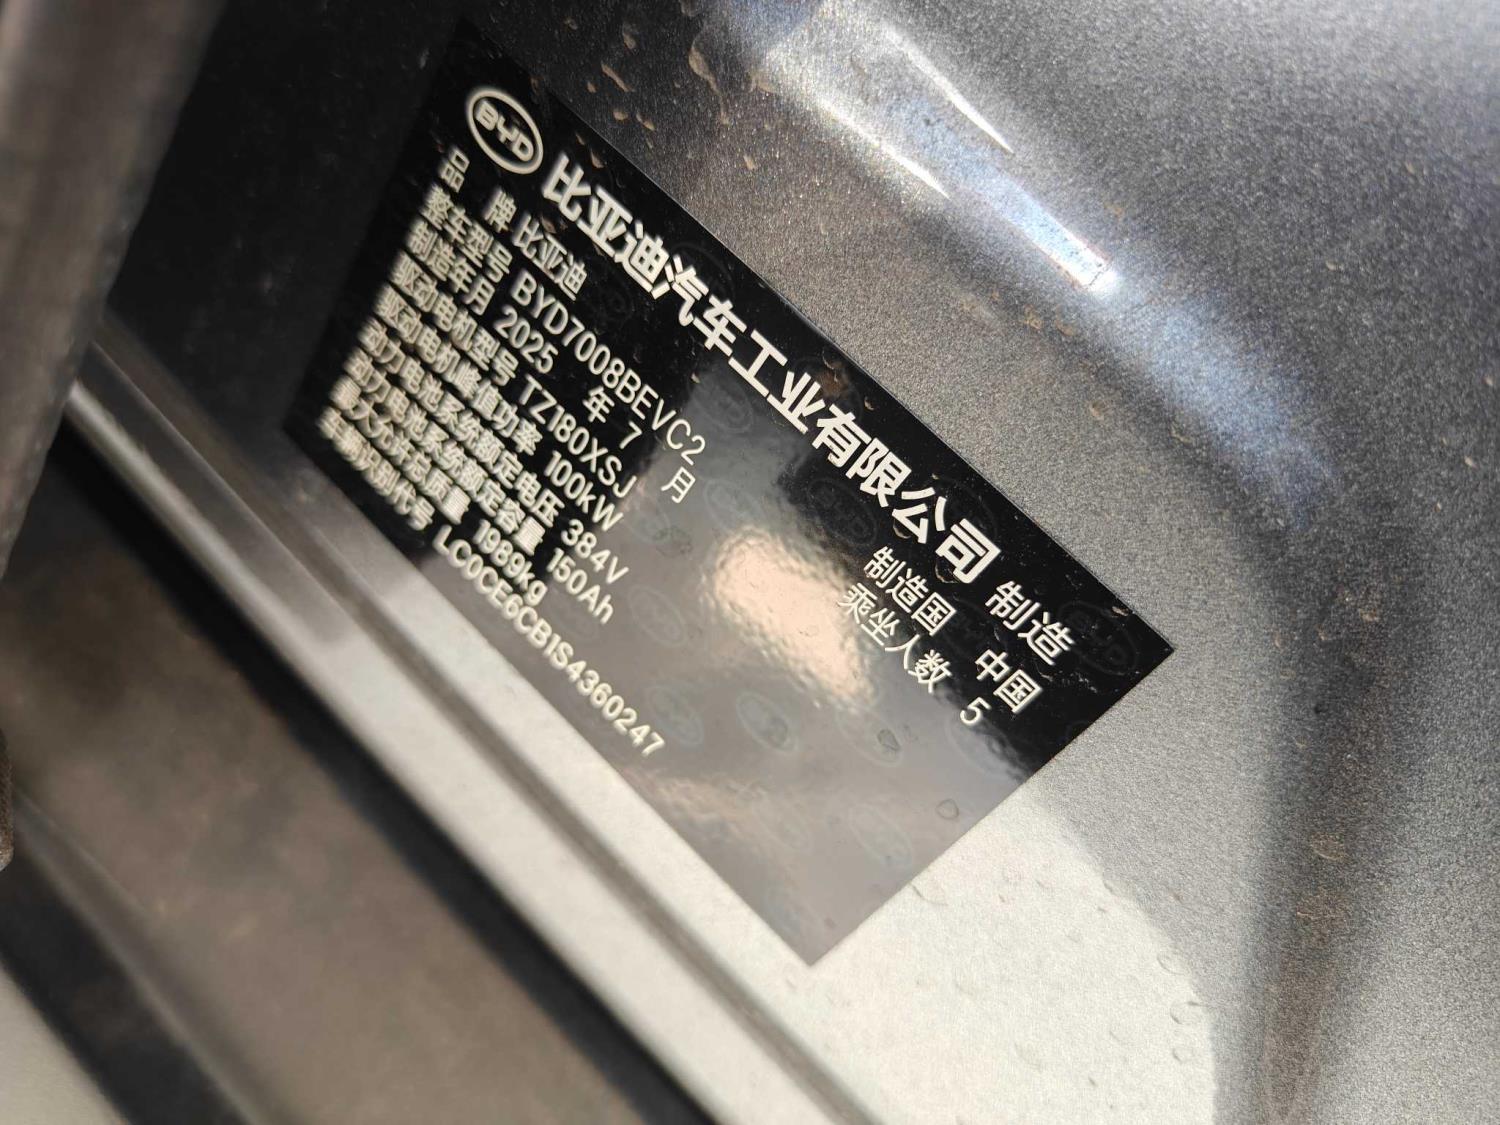 BYD 比亚迪汽车工业有限公司 制造
品 牌 比亚迪 制造国 中国
整车型号 BYD7008BEVC2 乘坐人数 5
制造年月 2025 年 7 月
驱动电机型号 TZ180XSJ
驱动电机峰值功率 100kW
动力电池系统额定电压 384V
动力电池系统额定容量 150Ah
最大允许总质量 1989kg
车辆识别代号 LC0CE6CB1S4360247